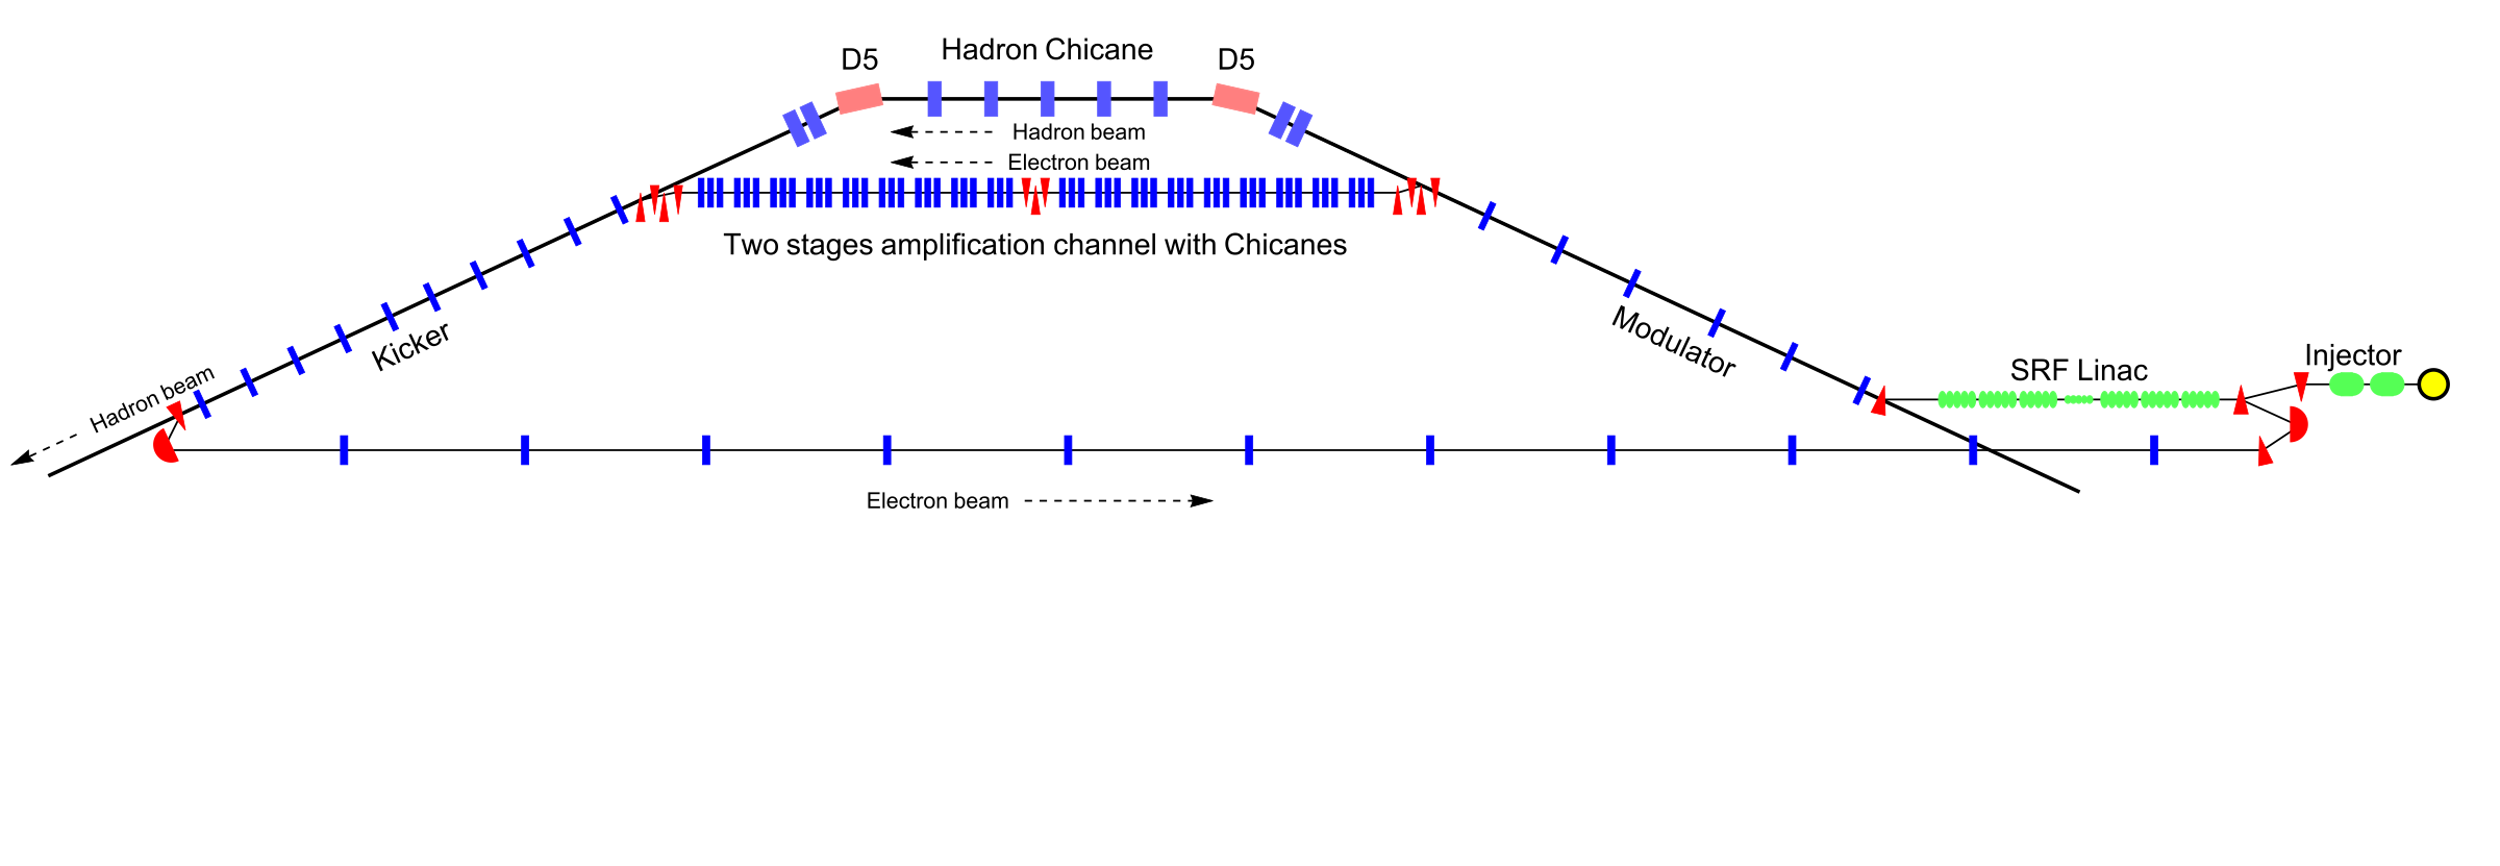 Hadron Chicane
D5
D5
Hadron beam
Electron beam
Two stages amplification channel with Chicanes
Kicker
Modulator
Hadron beam
SRF Linac
Injector
Electron beam